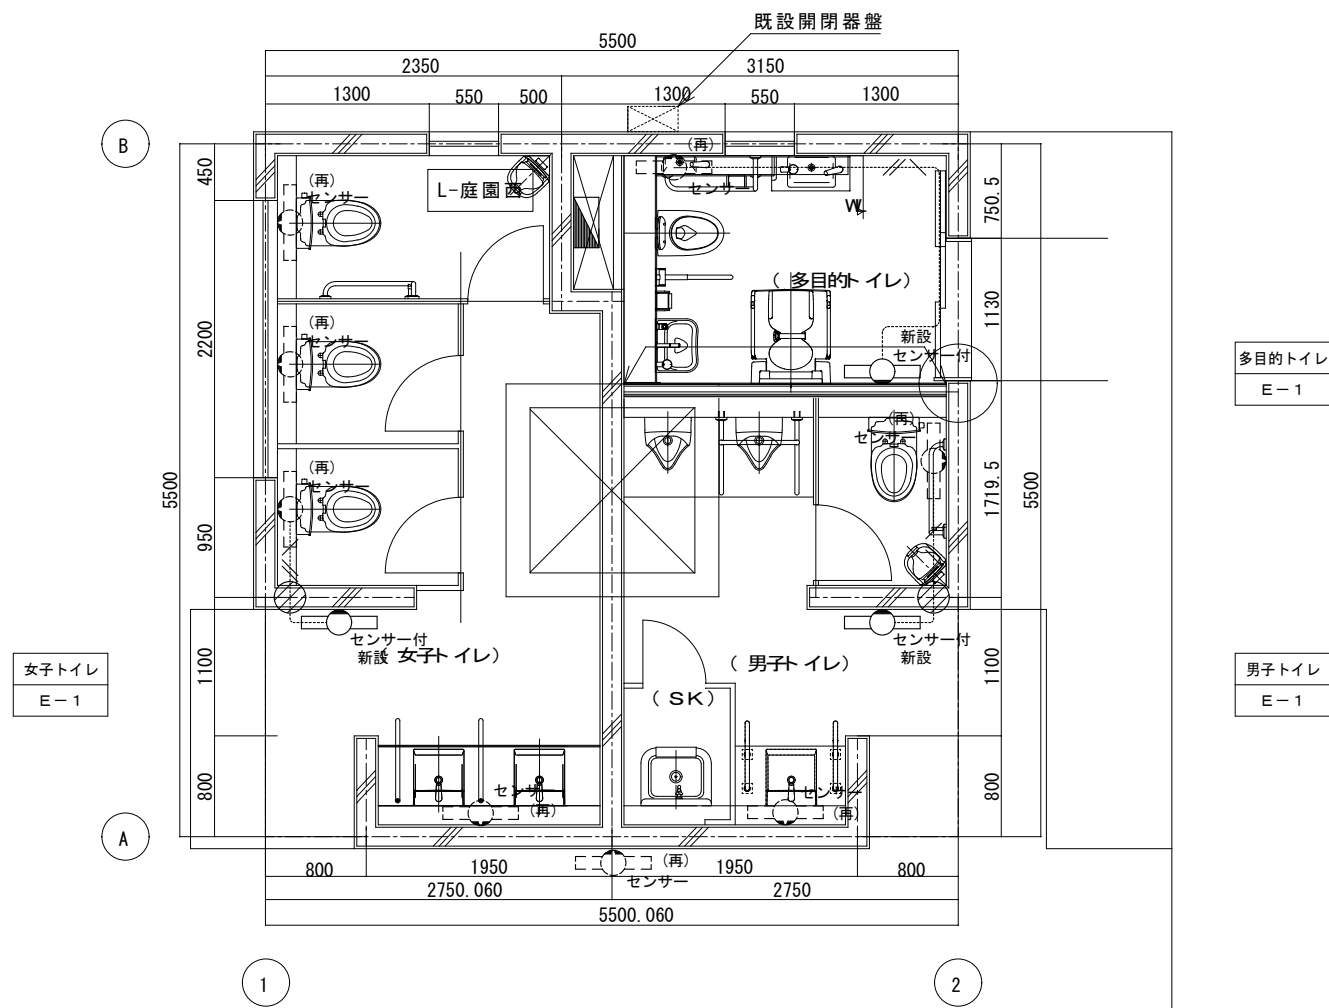 既設開閉器盤
5500
2350
3150
1300
550
500
1300
550
1300
B
450
2200
5500
950
1100
800
A
750.5
1130
1719.5
5500
1100
800
(再)
センサー
L-庭園西
(再)
センサー
WL
(多目的トイレ)
(再)
センサー
新設
センサー付
(再)
センサー
(再)
センサー
多目的トイレ
E-1
センサー付
新設
(女子トイレ)
センサー付
新設
(男子トイレ)
(SK)
女子トイレ
E-1
男子トイレ
E-1
センサ
(再)
センサー
(再)
(再)
センサー
800
1950
1950
800
2750.060
2750
5500.060
1
2